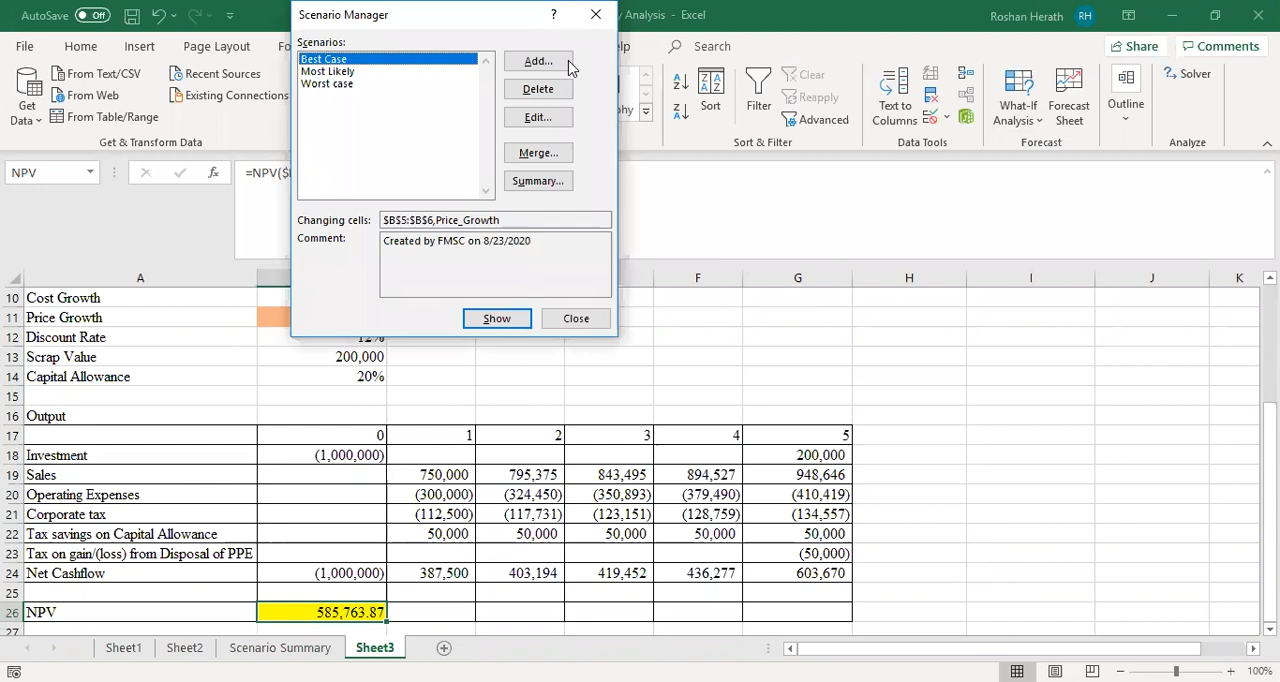 AutoSave Off Scenario Manager ? Analysis - Excel Roshan Herath RH
File Home Insert Page Layout Search Share Comments
Scenarios:
Best Case
Most Likely
Worst case
Add...
Delete
Edit...
Merge...
Summary...
Changing cells: $B$5:$B$6,Price_Growth
Comment: Created by FMSC on 8/23/2020
Show Close
Get Data
From Text/CSV
From Web
From Table/Range
Recent Sources
Existing Connections
Get & Transform Data
Sort
Filter
Clear
Reapply
Advanced
Sort & Filter
Text to Columns
Data Tools
What-If Analysis
Forecast Sheet
Forecast
Outline
Solver
Analyze
NPV fx
A F G H I J K
10 Cost Growth
11 Price Growth
12 Discount Rate 12%
13 Scrap Value 200,000
14 Capital Allowance 20%
15
16 Output
17 0 1 2 3 4 5
18 Investment (1,000,000) 200,000
19 Sales 750,000 795,375 843,495 894,527 948,646
20 Operating Expenses (300,000) (324,450) (350,893) (379,490) (410,419)
21 Corporate tax (112,500) (117,731) (123,151) (128,759) (134,557)
22 Tax savings on Capital Allowance 50,000 50,000 50,000 50,000 50,000
23 Tax on gain/(loss) from Disposal of PPE (50,000)
24 Net Cashflow (1,000,000) 387,500 403,194 419,452 436,277 603,670
25
26 NPV 585,763.87
27
Sheet1 Sheet2 Scenario Summary Sheet3
100%